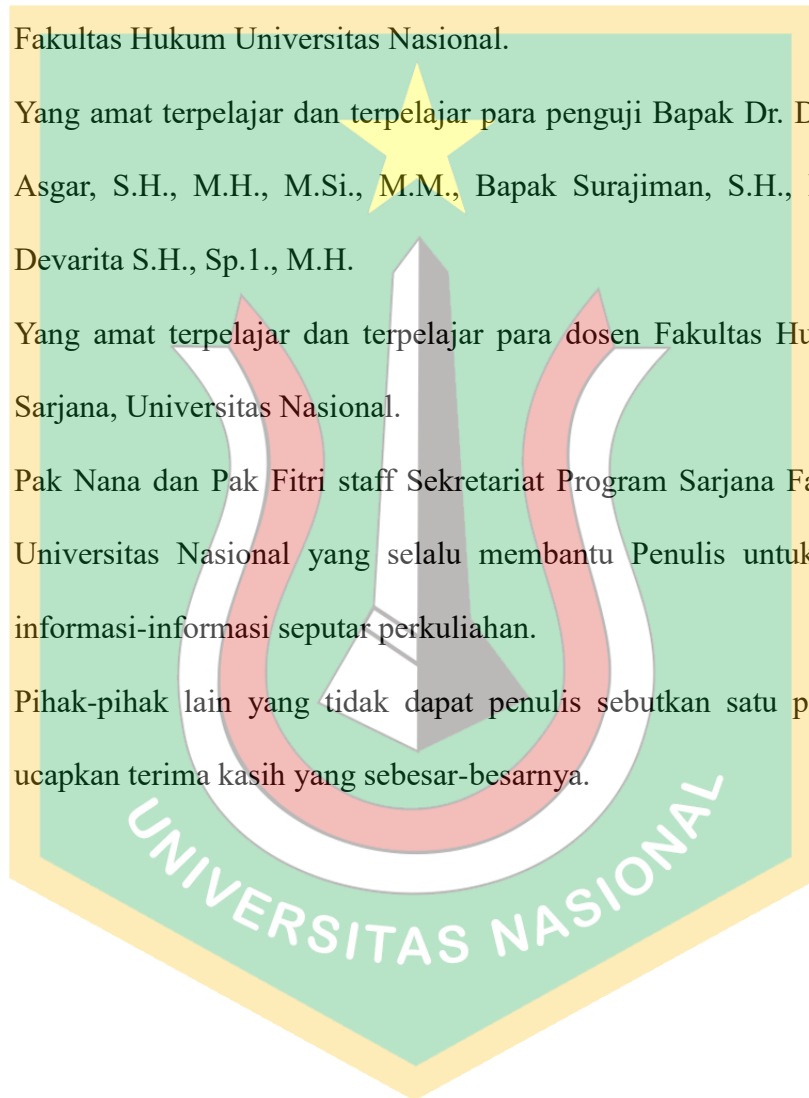 Fakultas Hukum Universitas Nasional.
Yang amat terpelajar dan terpelajar para penguji Bapak Dr. D
Asgar, S.H., M.H., M.Si., M.M., Bapak Surajiman, S.H.,
Devarita S.H., Sp.1., M.H.
Yang amat terpelajar dan terpelajar para dosen Fakultas Hu
Sarjana, Universitas Nasional.
Pak Nana dan Pak Fitri staff Sekretariat Program Sarjana Fa
Universitas Nasional yang selalu membantu Penulis untuk
informasi-informasi seputar perkuliahan.
Pihak-pihak lain yang tidak dapat penulis sebutkan satu p
ucapkan terima kasih yang sebesar-besarnya.
UNIVERSITAS NASIONAL